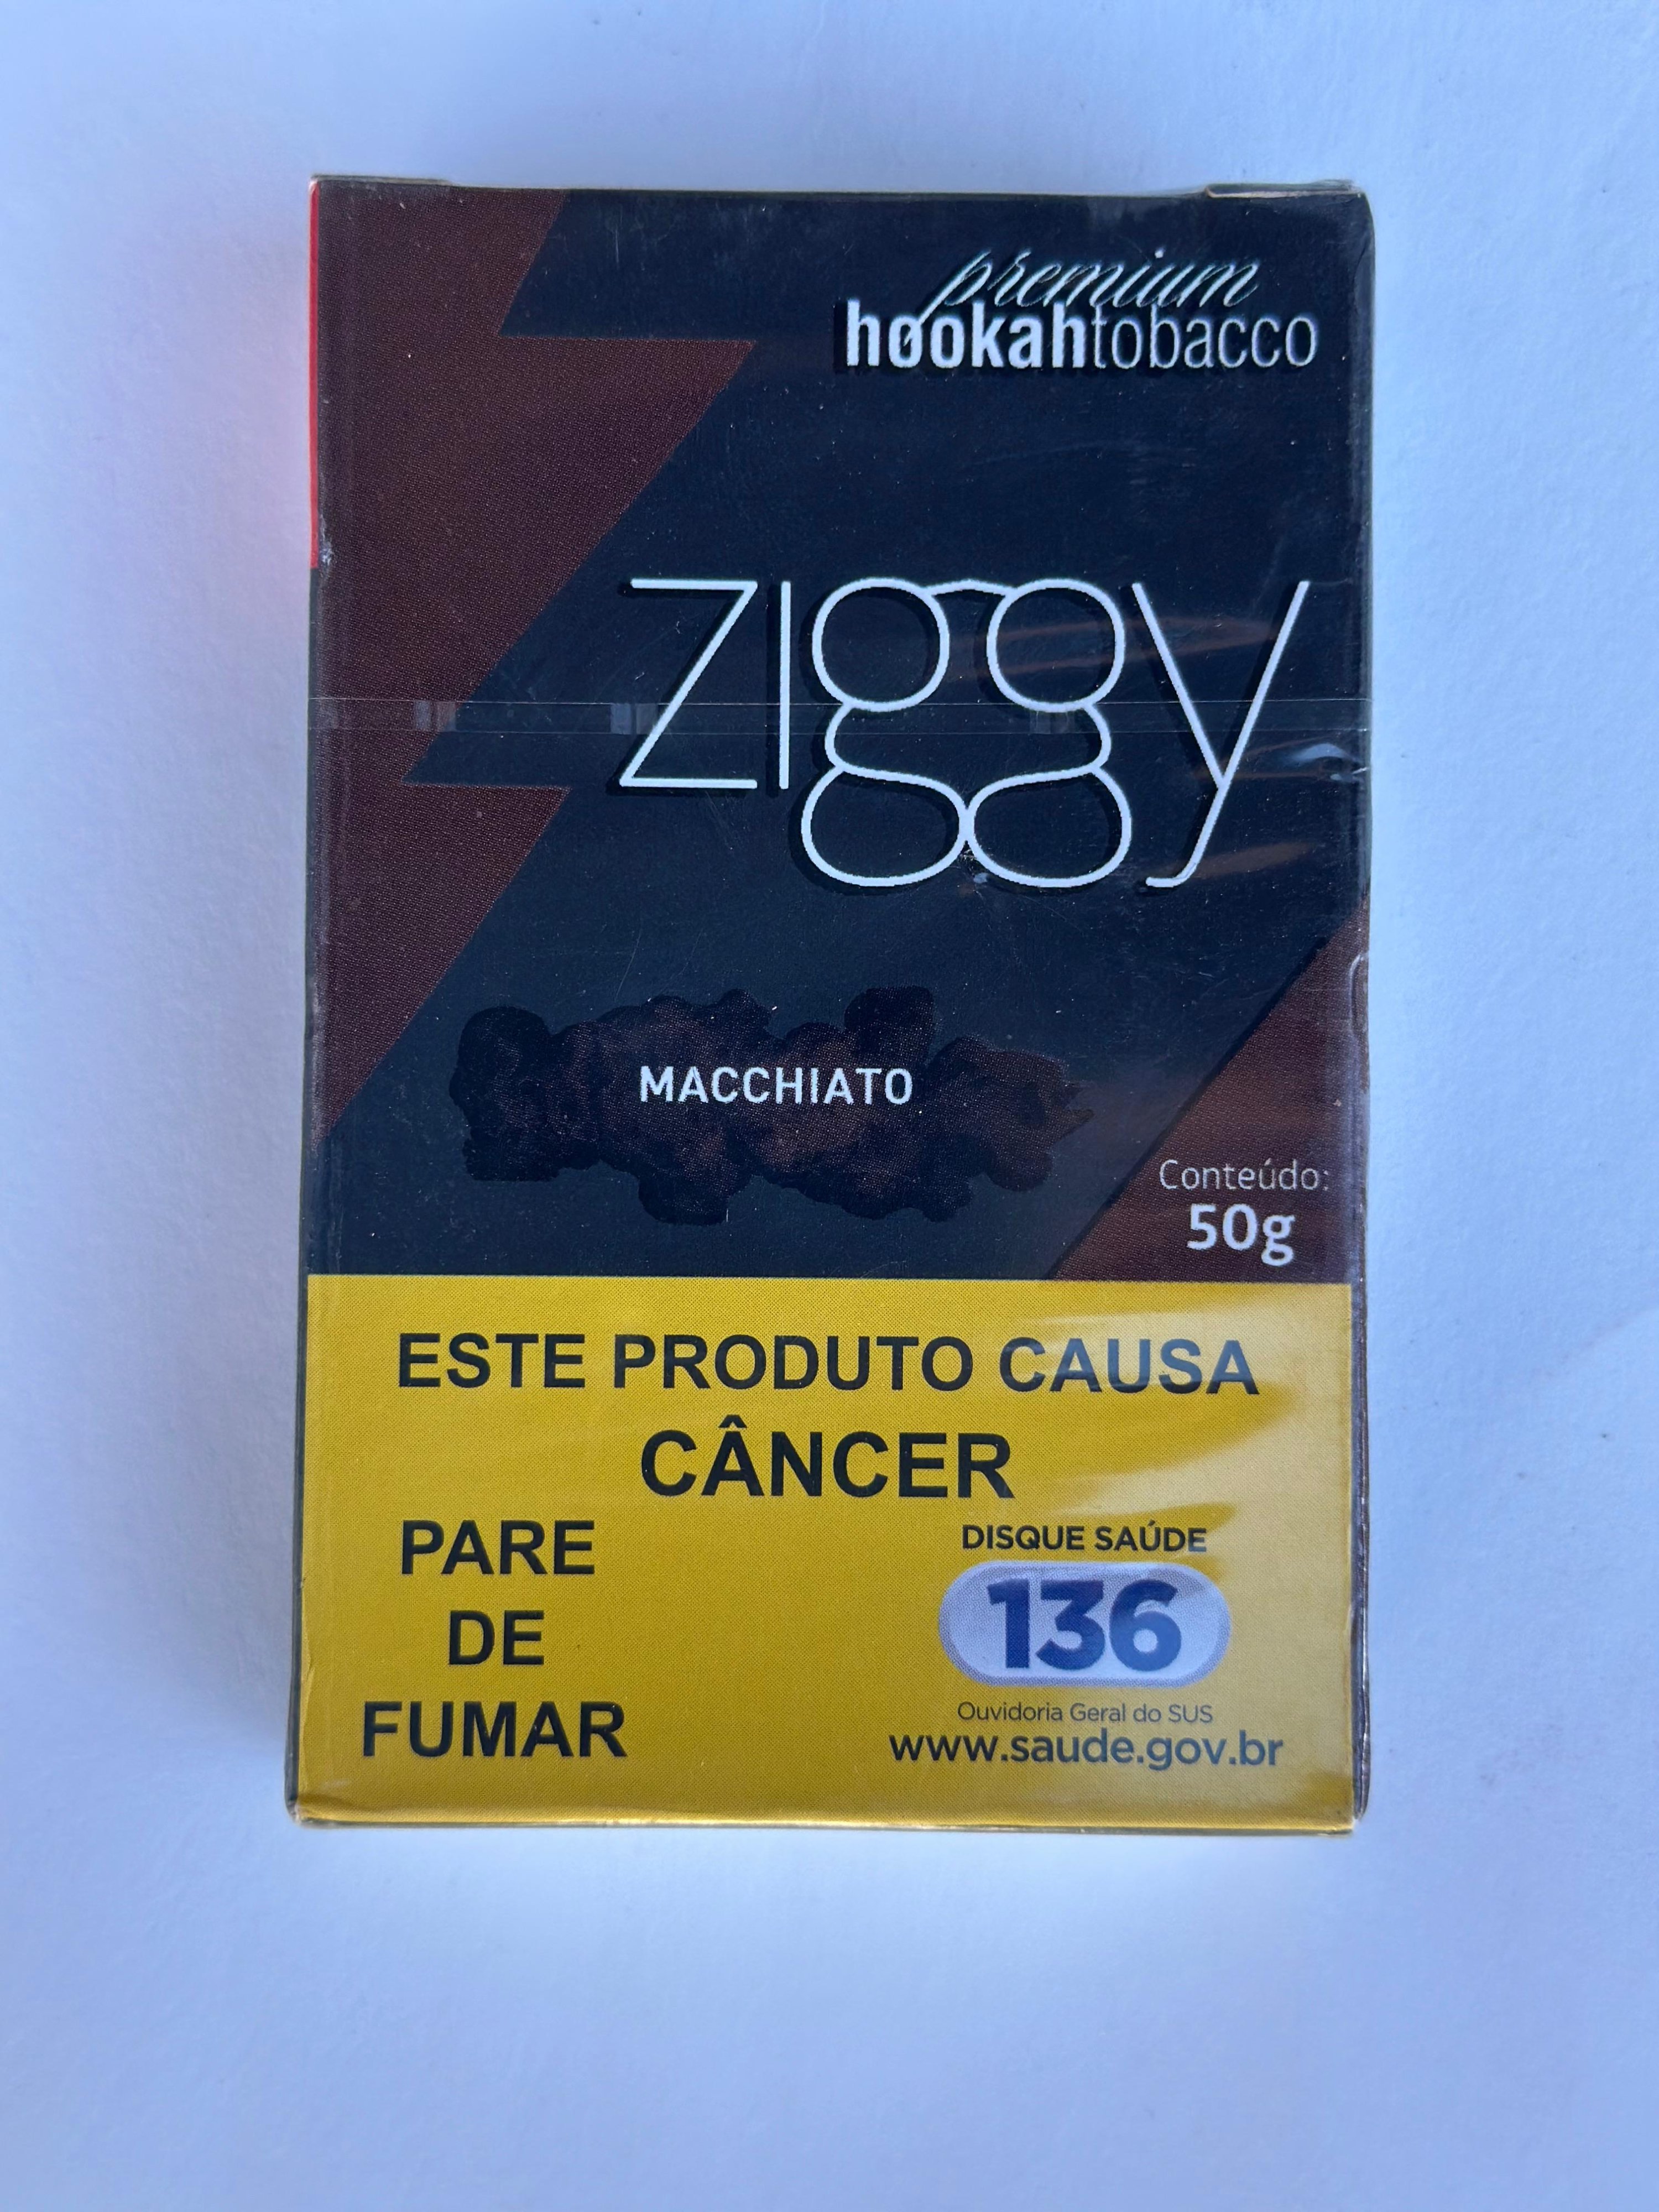 premium
hookahtobacco
ziggy
MACCHIATO
Conteúdo:
50g
ESTE PRODUTO CAUSA
CÂNCER
PARE
DE
FUMAR
DISQUE SAÚDE
136
Ouvidoria Geral do SUS
www.saude.gov.br